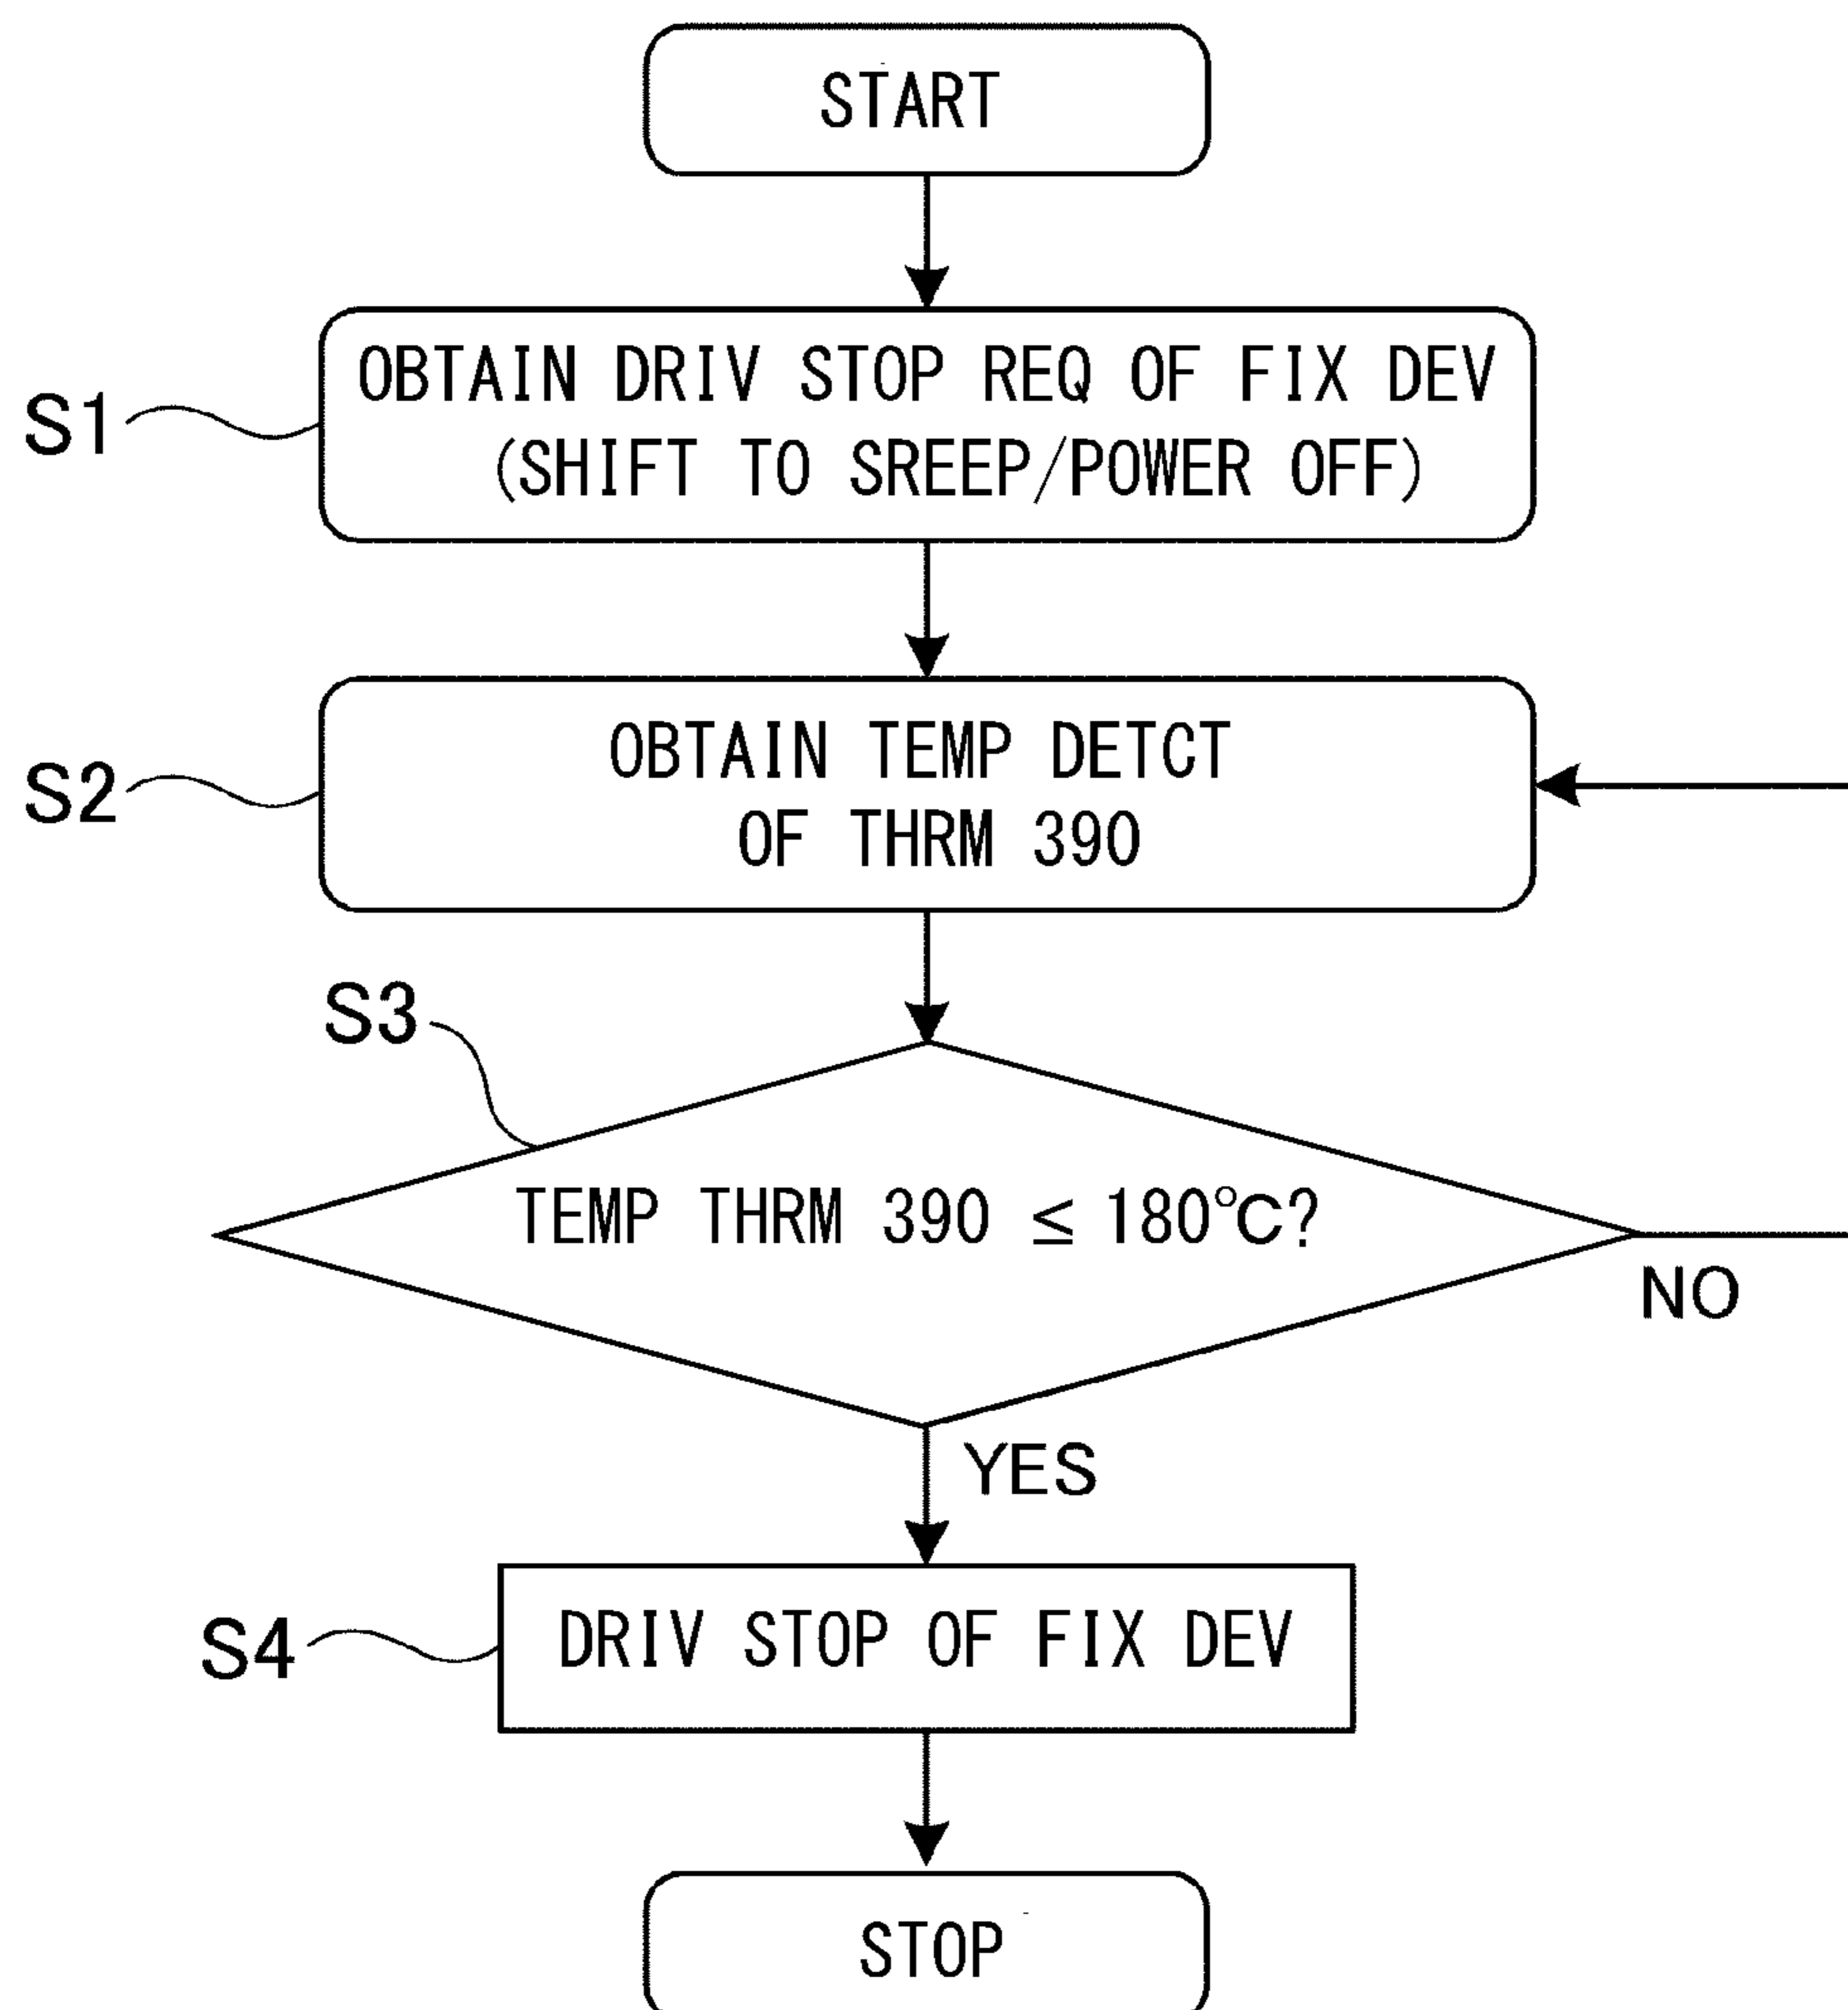 START
S1
OBTAIN DRIV STOP REQ OF FIX DEV
(SHIFT TO SREEP/POWER OFF)
S2
OBTAIN TEMP DETCT
OF THRM 390
S3
TEMP THRM 390 ≤ 180℃?
NO
YES
S4
DRIV STOP OF FIX DEV
STOP